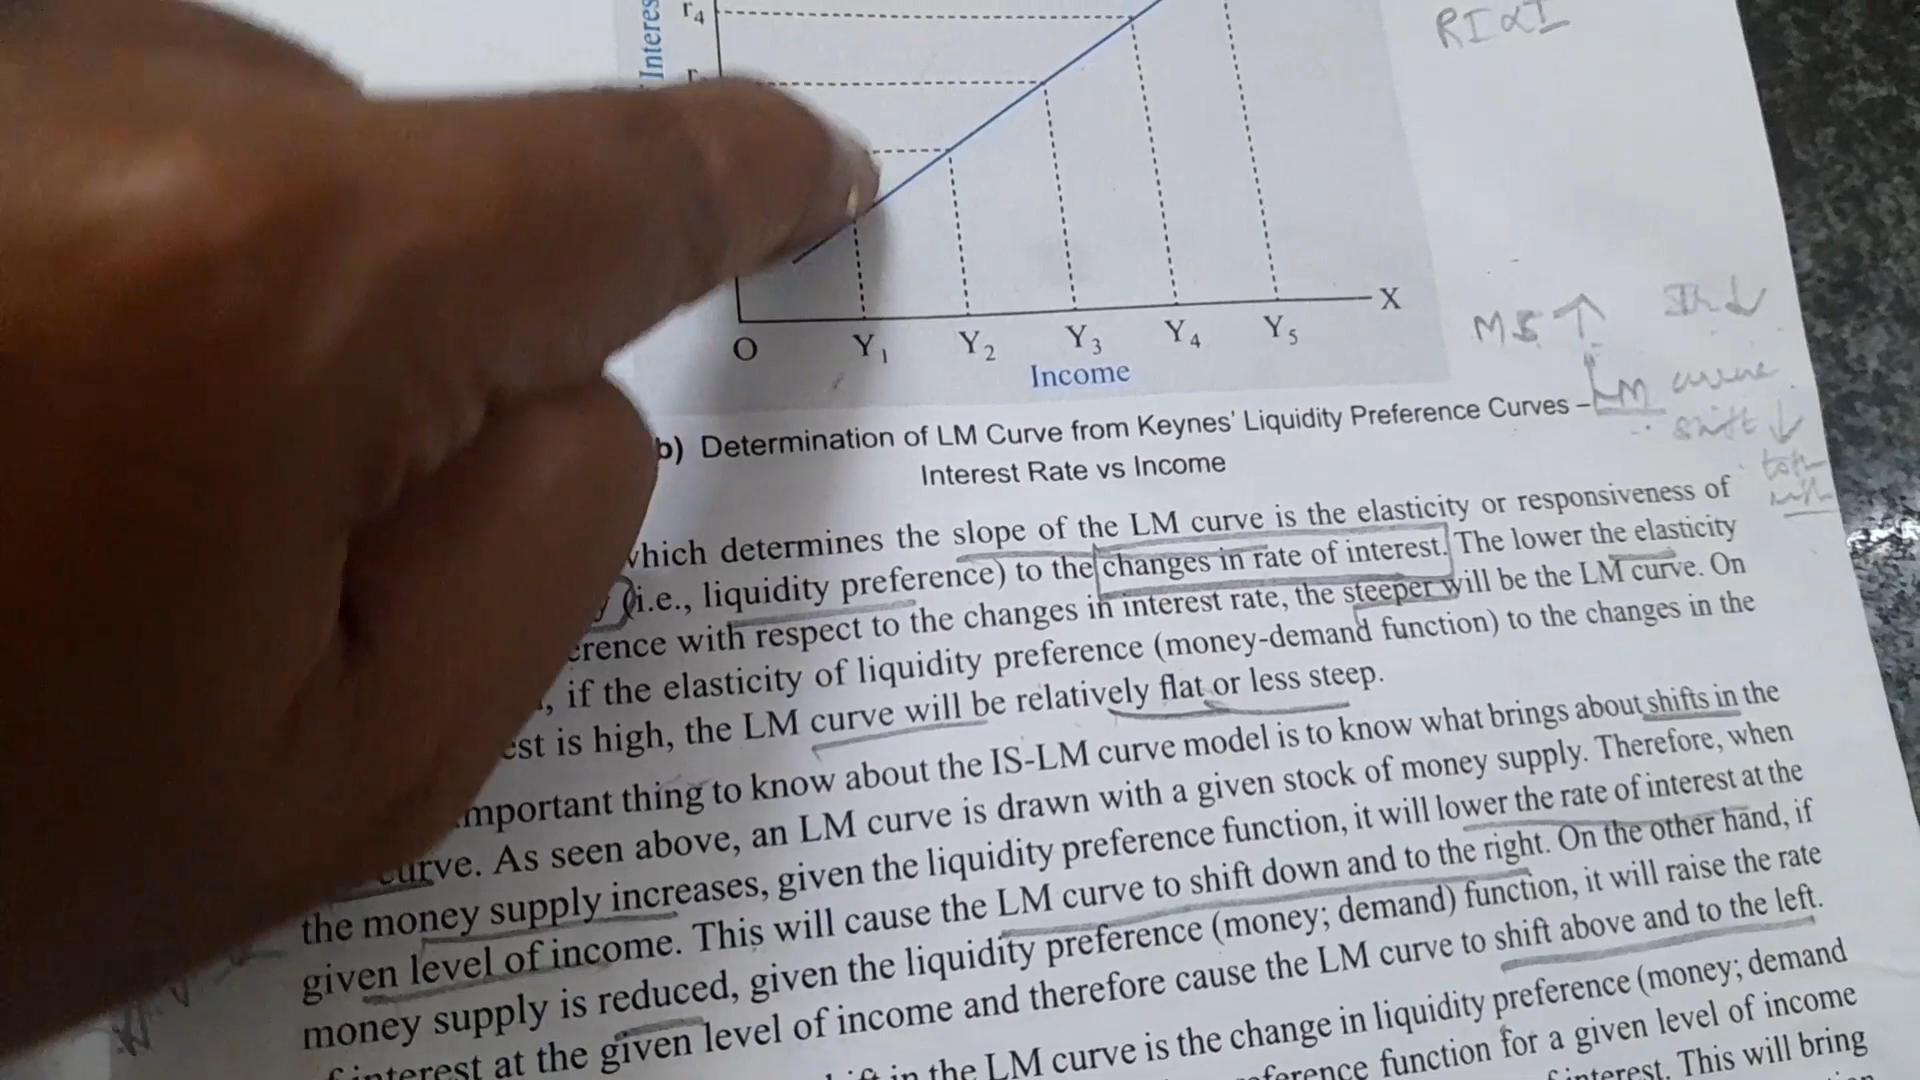 Interes
r4
RIαI
X
O
Y1 Y2 Y3 Y4 Y5
Income
MS ↑
LM curve
shift ↓
b) Determination of LM Curve from Keynes' Liquidity Preference Curves –
Interest Rate vs Income
which determines the slope of the LM curve is the elasticity or responsiveness of
(i.e., liquidity preference) to the changes in rate of interest. The lower the elasticity
erence with respect to the changes in interest rate, the steeper will be the LM curve. On
, if the elasticity of liquidity preference (money-demand function) to the changes in the
est is high, the LM curve will be relatively flat or less steep.
mportant thing to know about the IS-LM curve model is to know what brings about shifts in the
curve. As seen above, an LM curve is drawn with a given stock of money supply. Therefore, when
the money supply increases, given the liquidity preference function, it will lower the rate of interest at the
given level of income. This will cause the LM curve to shift down and to the right. On the other hand, if
money supply is reduced, given the liquidity preference (money; demand) function, it will raise the rate
f interest at the given level of income and therefore cause the LM curve to shift above and to the left.
in the LM curve is the change in liquidity preference (money; demand
ference function for a given level of income
interest. This will bring